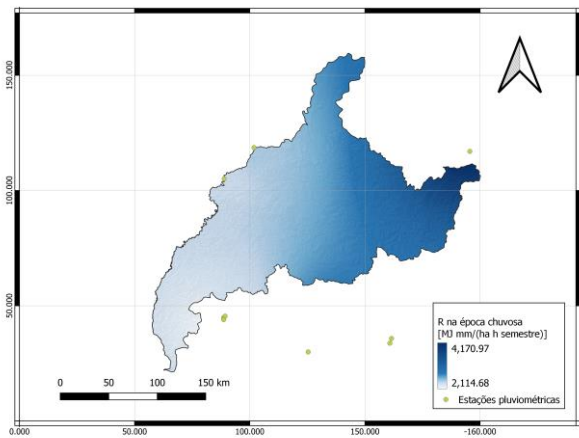 150.000
100.000
50.000
R na época chuvosa
[MJ mm/(ha h semestre)]
4,170.97
2,114.68
Estações pluviométricas
0 50 100 150 km
0.000 50.000 100.000 150.000 -160.000